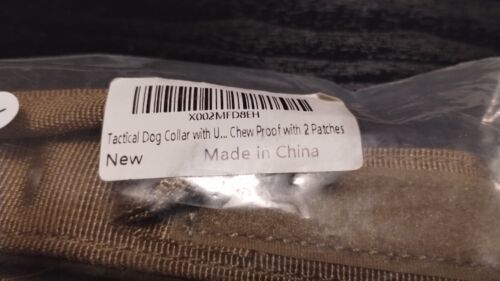 X002MFD8EH
Tactical Dog Collar with U... Chew Proof with 2 Patches
New Made in China